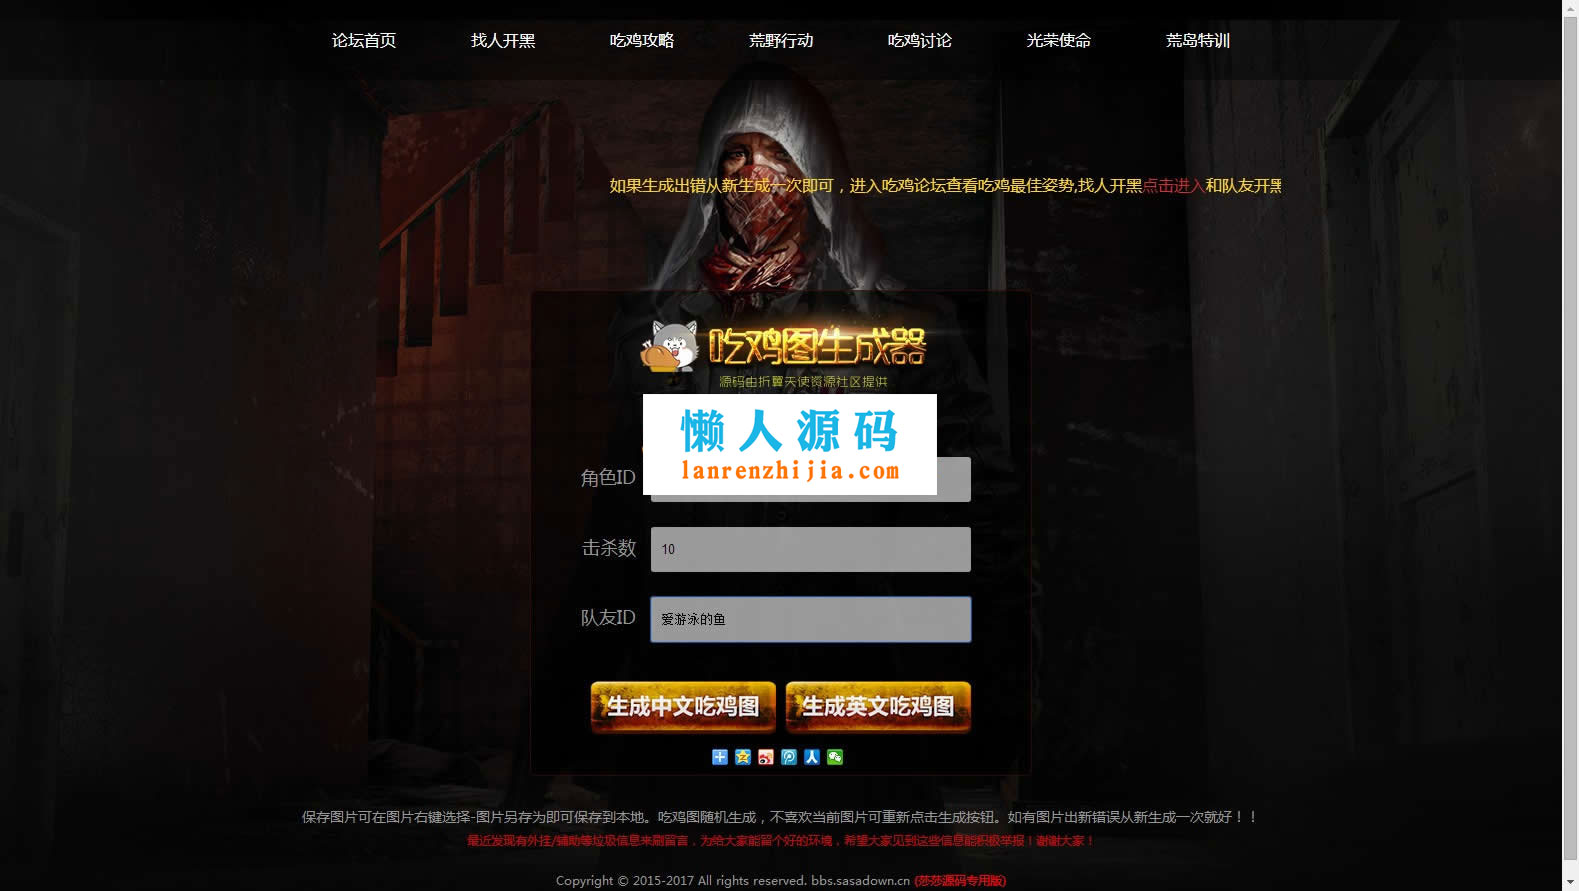 论坛首页 找人开黑 吃鸡攻略 荒野行动 吃鸡讨论 光荣使命 荒岛特训
如果生成出错从新生成一次即可，进入吃鸡论坛查看吃鸡最佳姿势,找人开黑点击进入和队友开黑
吃鸡图生成器
源码由折翼天使资源社区提供
懒人源码
lanrenzhijia.com
角色ID
击杀数 10
队友ID 爱游泳的鱼
生成中文吃鸡图 生成英文吃鸡图
保存图片可在图片右键选择-图片另存为即可保存到本地。吃鸡图随机生成，不喜欢当前图片可重新点击生成按钮。如有图片出新错误从新生成一次就好！！
最近发现有外挂/辅助等垃圾信息来刷留言，为给大家能留个好的环境，希望大家见到这些信息能积极举报！谢谢大家！
Copyright © 2015-2017 All rights reserved. bbs.sasadown.cn (莎莎源码专用版)